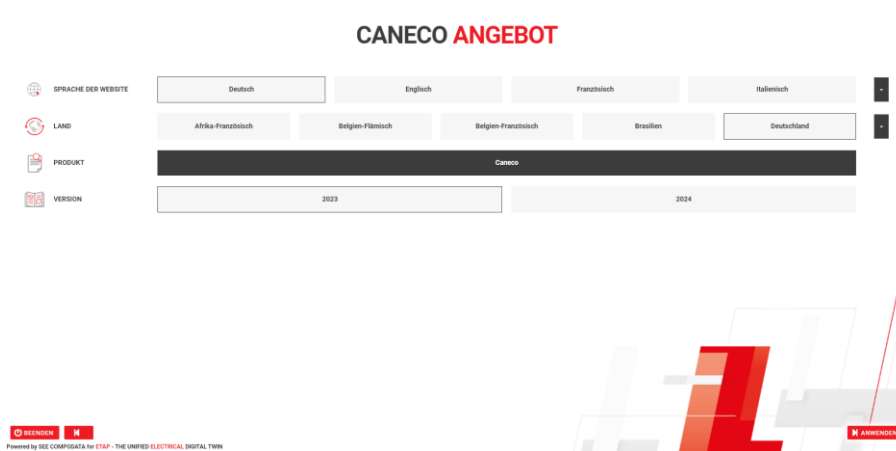 CANECO ANGEBOT
SPRACHE DER WEBSITE Deutsch Englisch Französisch Italienisch
LAND Afrika-Französisch Belgien-Flämisch Belgien-Französisch Brasilien Deutschland
PRODUKT Caneco
VERSION 2023 2024
BEENDEN ANWENDEN
Powered by SEE COMPODATA for ETAP - THE UNIFIED ELECTRICAL DIGITAL TWIN